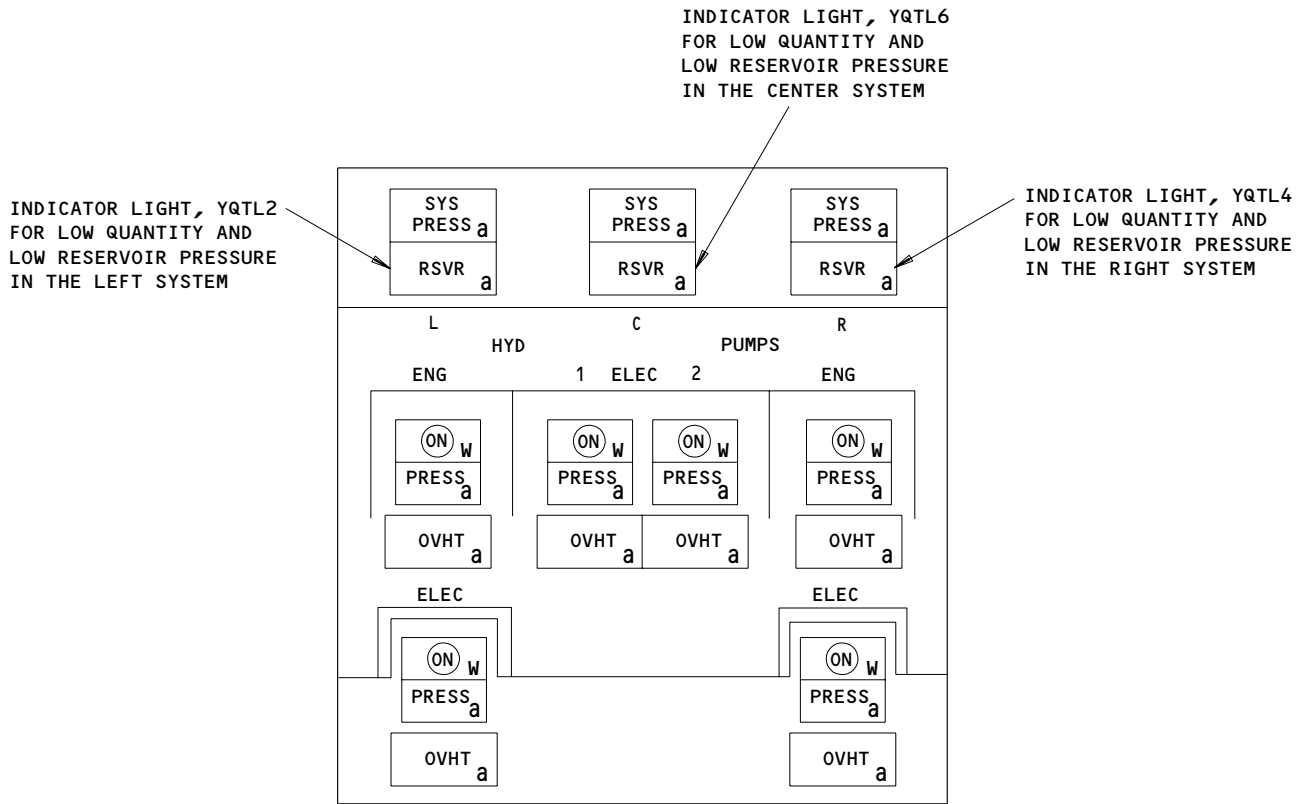 INDICATOR LIGHT, YQTL6
FOR LOW QUANTITY AND
LOW RESERVOIR PRESSURE
IN THE CENTER SYSTEM
INDICATOR LIGHT, YQTL2
FOR LOW QUANTITY AND
LOW RESERVOIR PRESSURE
IN THE LEFT SYSTEM
INDICATOR LIGHT, YQTL4
FOR LOW QUANTITY AND
LOW RESERVOIR PRESSURE
IN THE RIGHT SYSTEM
SYS SYS SYS
PRESS a PRESS a PRESS a
RSVR a RSVR a RSVR a
L C R
HYD PUMPS
ENG 1 ELEC 2 ENG
ON W ON W ON W ON W
PRESS a PRESS a PRESS a PRESS a
OVHT a OVHT a OVHT a OVHT a
ELEC ELEC
ON W ON W
PRESS a PRESS a
OVHT a OVHT a